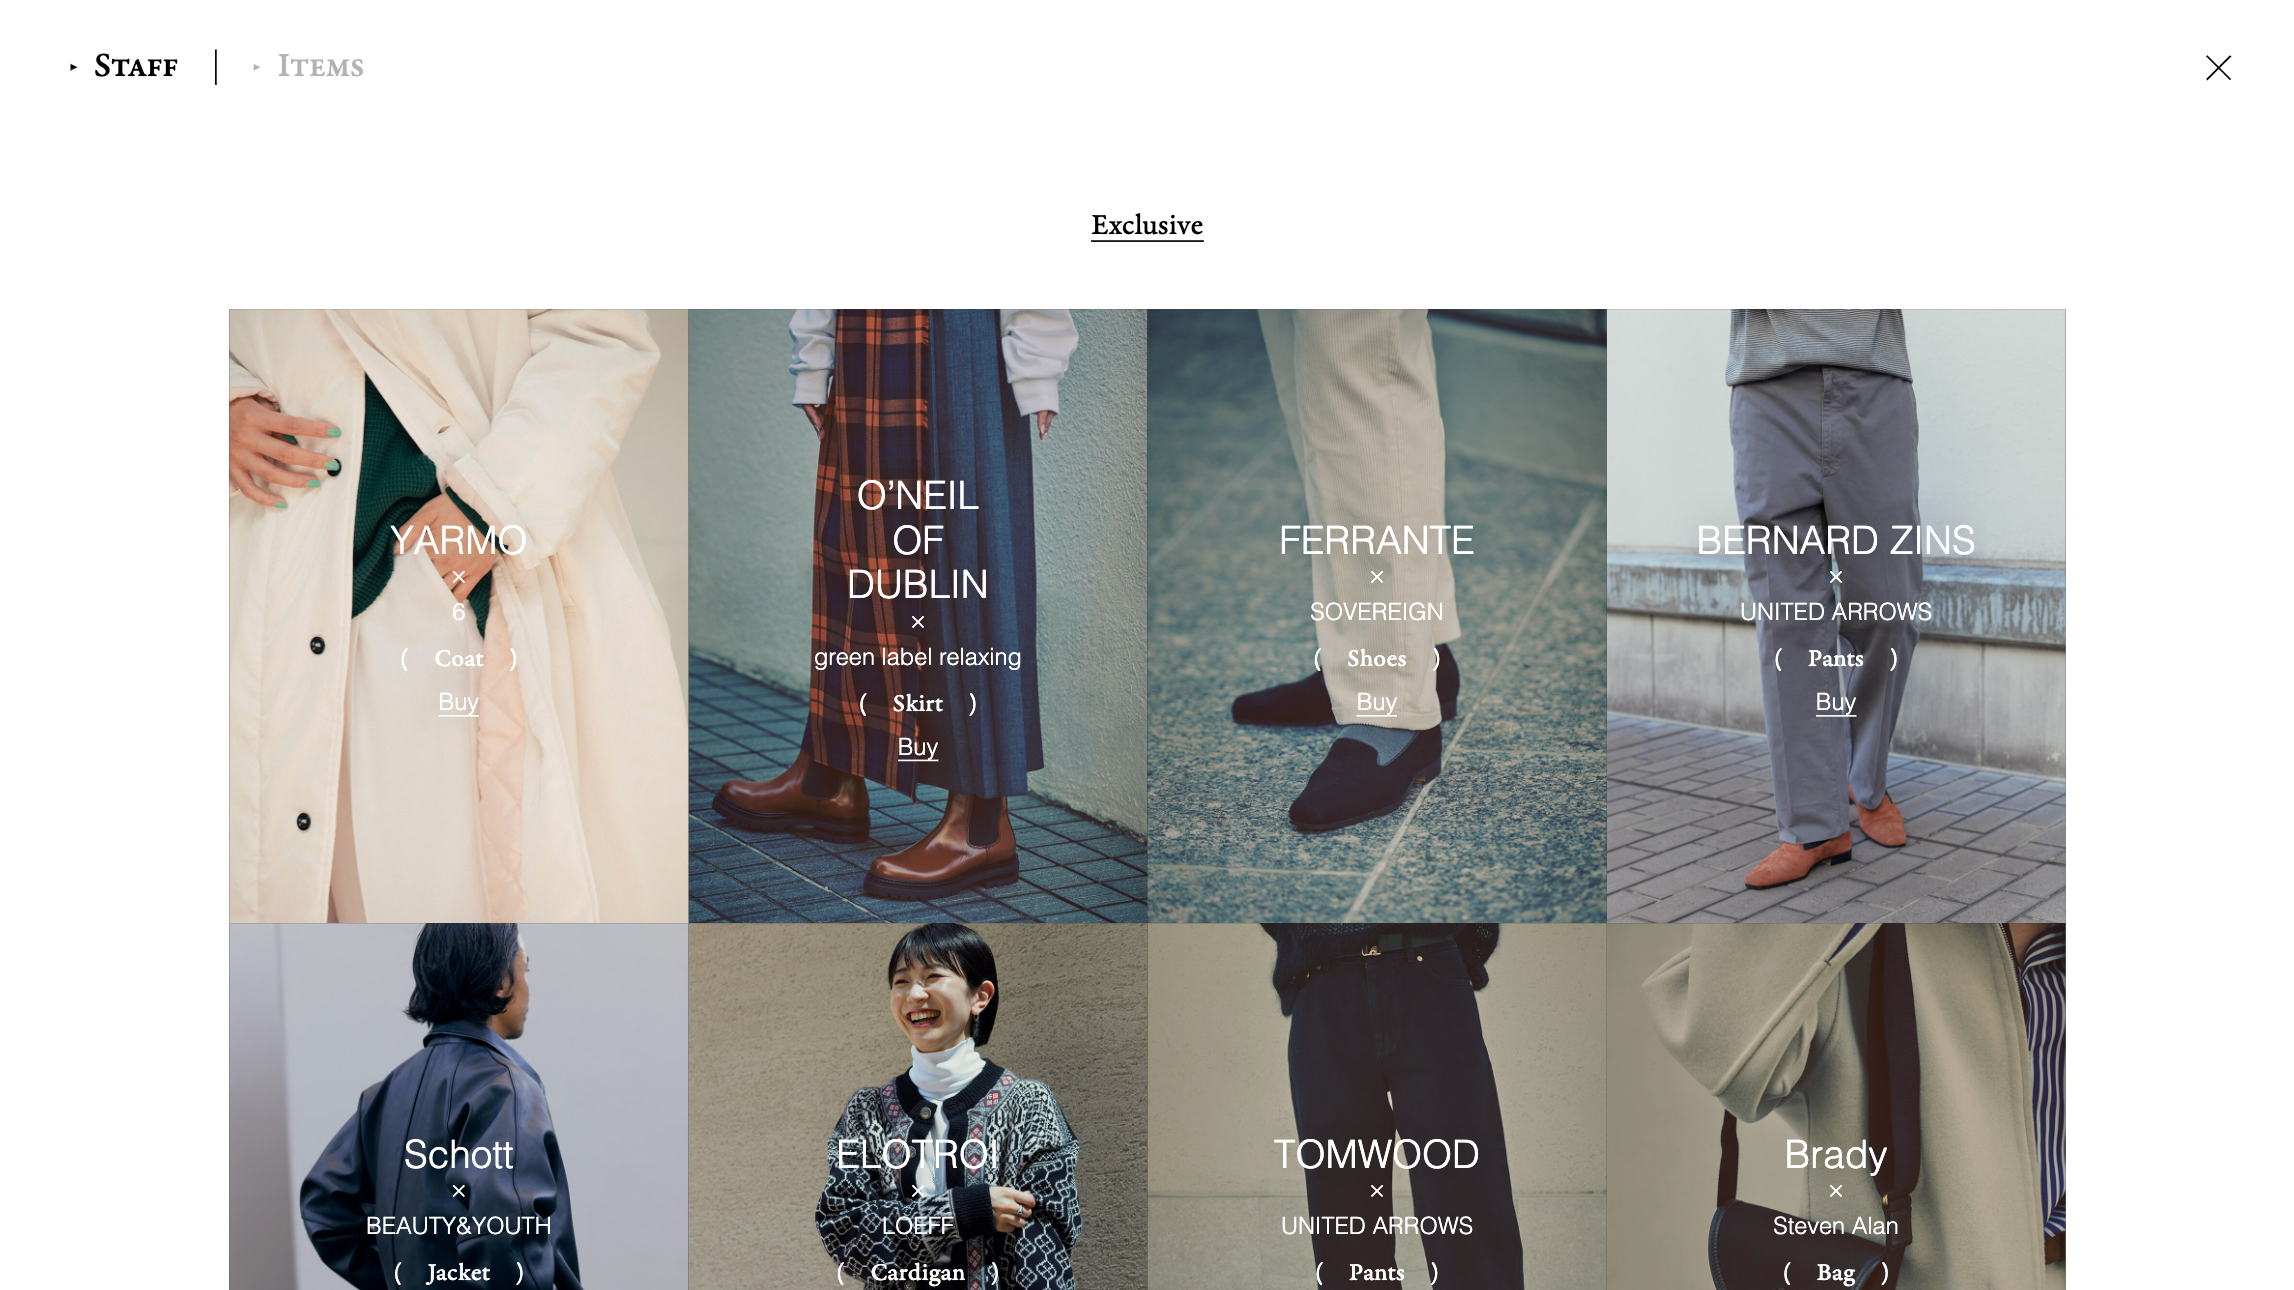 ▸ STAFF | ▸ ITEMS
Exclusive
YARMO
×
6
( Coat )
Buy
O’NEIL
OF
DUBLIN
×
green label relaxing
( Skirt )
Buy
FERRANTE
×
SOVEREIGN
( Shoes )
Buy
BERNARD ZINS
×
UNITED ARROWS
( Pants )
Buy
Schott
×
BEAUTY&YOUTH
( Jacket )
ELOTROI
×
LOEFF
( Cardigan )
TOMWOOD
×
UNITED ARROWS
( Pants )
Brady
×
Steven Alan
( Bag )